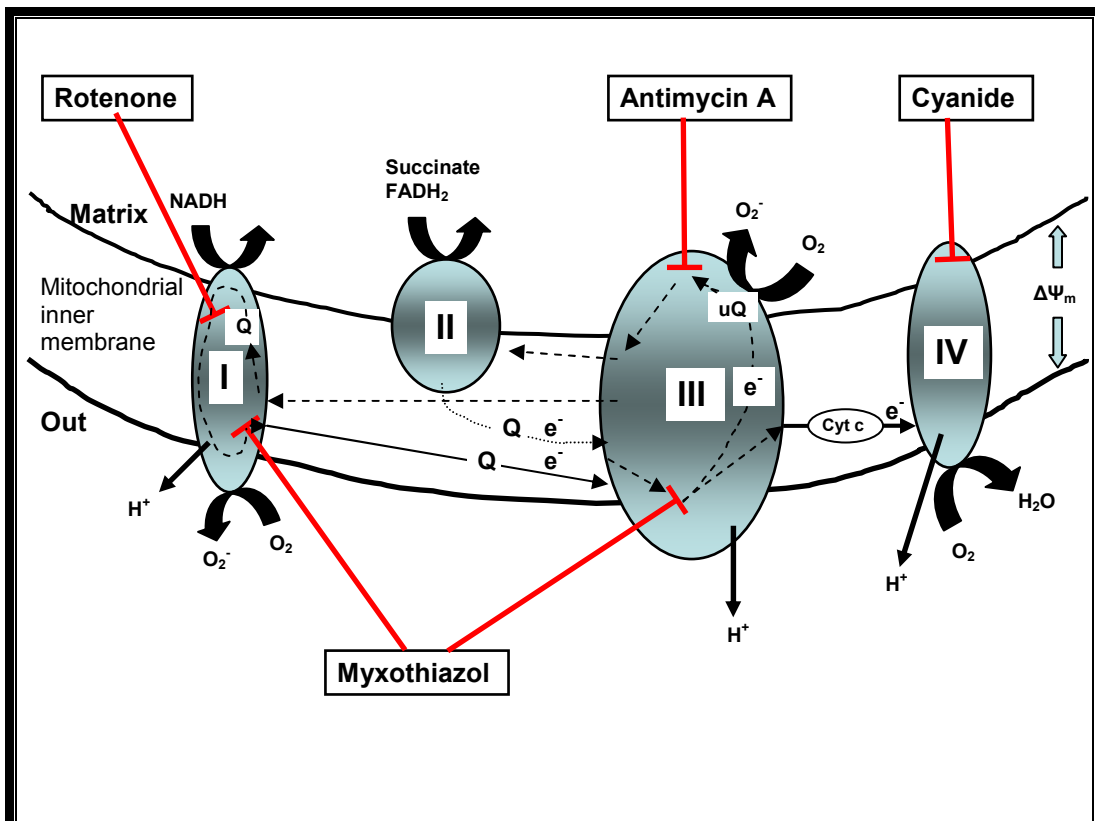 Rotenone
Antimycin A
Cyanide
Succinate
FADH₂
NADH
Matrix
O₂⁻
O₂
Mitochondrial
inner
membrane
ΔΨₘ
Q
uQ
II
IV
I
III
e⁻
Out
Q e⁻
Cyt c
e⁻
Q e⁻
H⁺
H₂O
O₂⁻
O₂
O₂
H⁺
H⁺
Myxothiazol